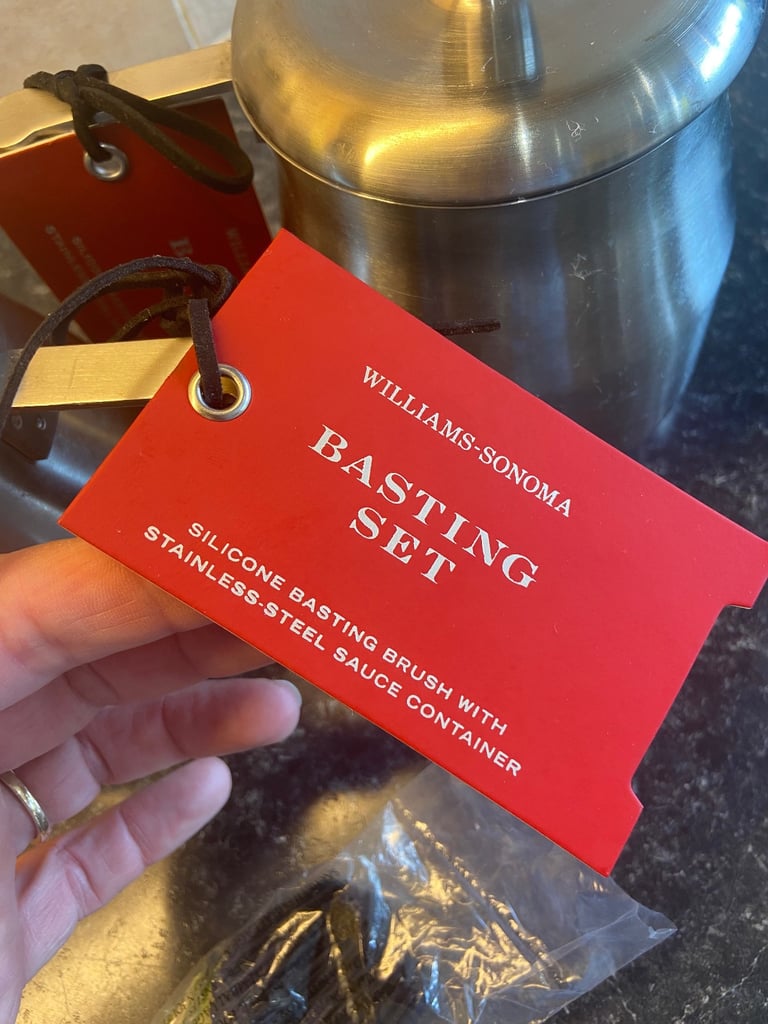 WILLIAMS-SONOMA
BASTING
SET
SILICONE BASTING BRUSH WITH
STAINLESS-STEEL SAUCE CONTAINER